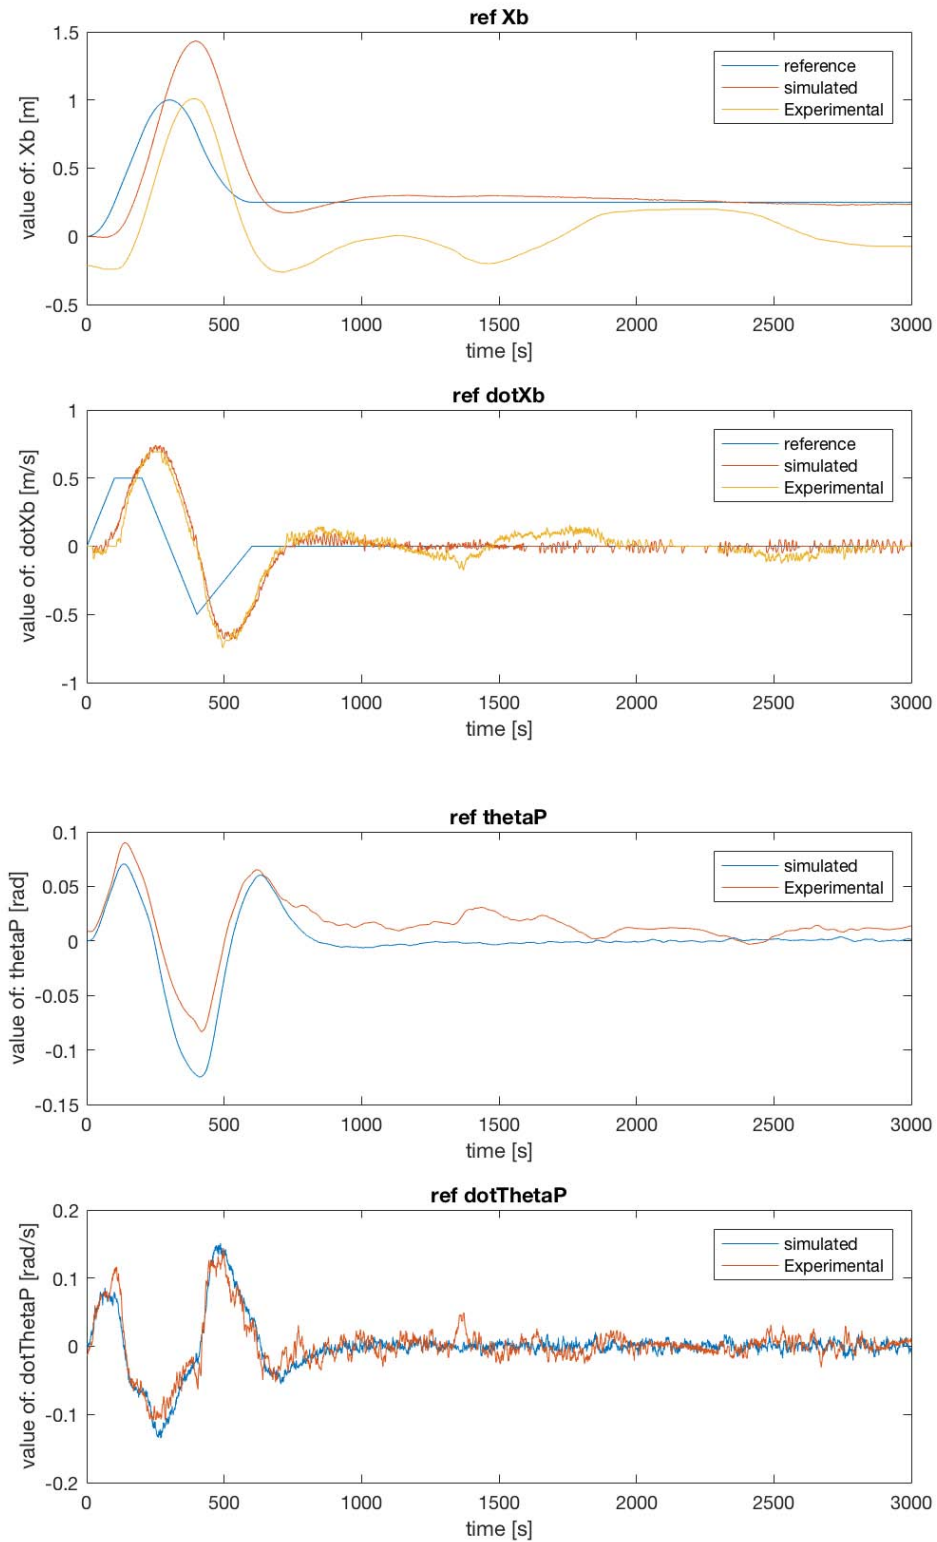 ref Xb
value of: Xb [m]
1.5
1
0.5
0
-0.5
reference
simulated
Experimental
0 500 1000 1500 2000 2500 3000
time [s]
ref dotXb
value of: dotXb [m/s]
1
0.5
0
-0.5
-1
reference
simulated
Experimental
0 500 1000 1500 2000 2500 3000
time [s]
ref thetaP
value of: thetaP [rad]
0.1
0.05
0
-0.05
-0.1
-0.15
simulated
Experimental
0 500 1000 1500 2000 2500 3000
time [s]
ref dotThetaP
value of: dotThetaP [rad/s]
0.2
0.1
0
-0.1
-0.2
simulated
Experimental
0 500 1000 1500 2000 2500 3000
time [s]